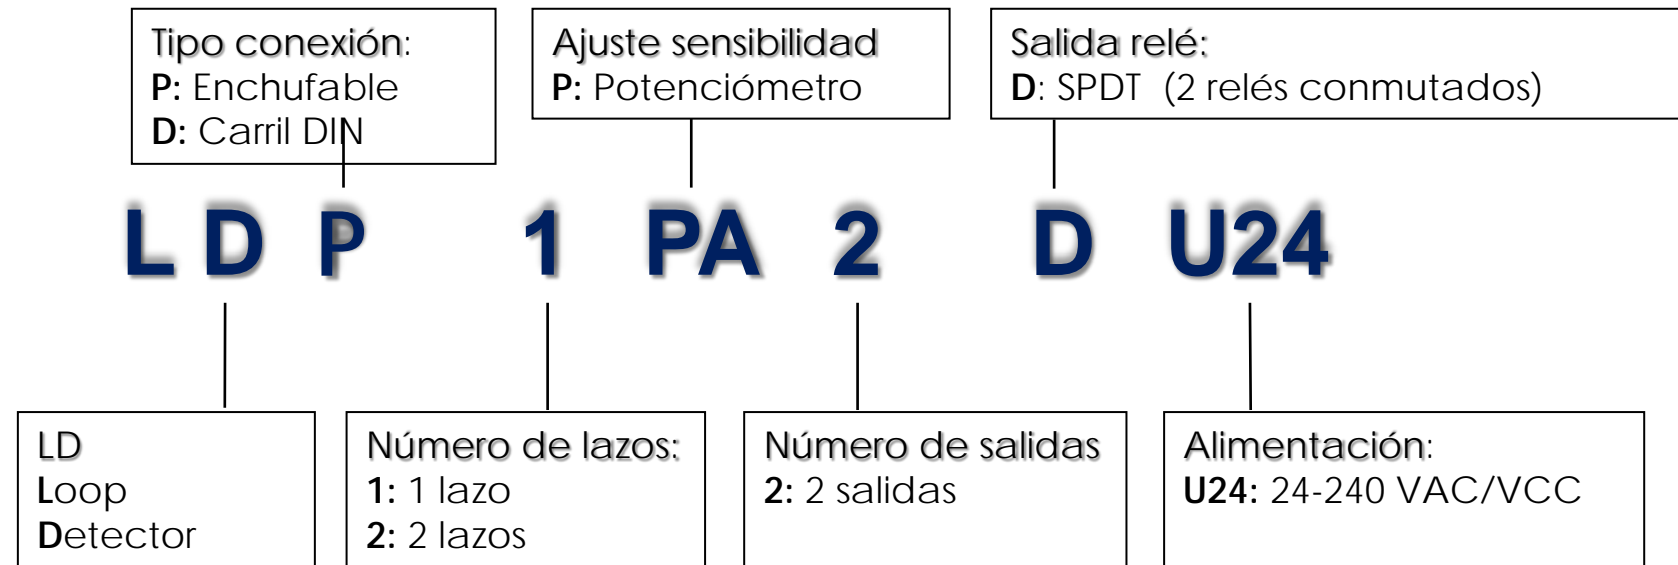 Tipo conexión:
P: Enchufable
D: Carril DIN
Ajuste sensibilidad
P: Potenciómetro
Salida relé:
D: SPDT (2 relés conmutados)
L D P 1 PA 2 D U24
LD
Loop
Detector
Número de lazos:
1: 1 lazo
2: 2 lazos
Número de salidas
2: 2 salidas
Alimentación:
U24: 24-240 VAC/VCC